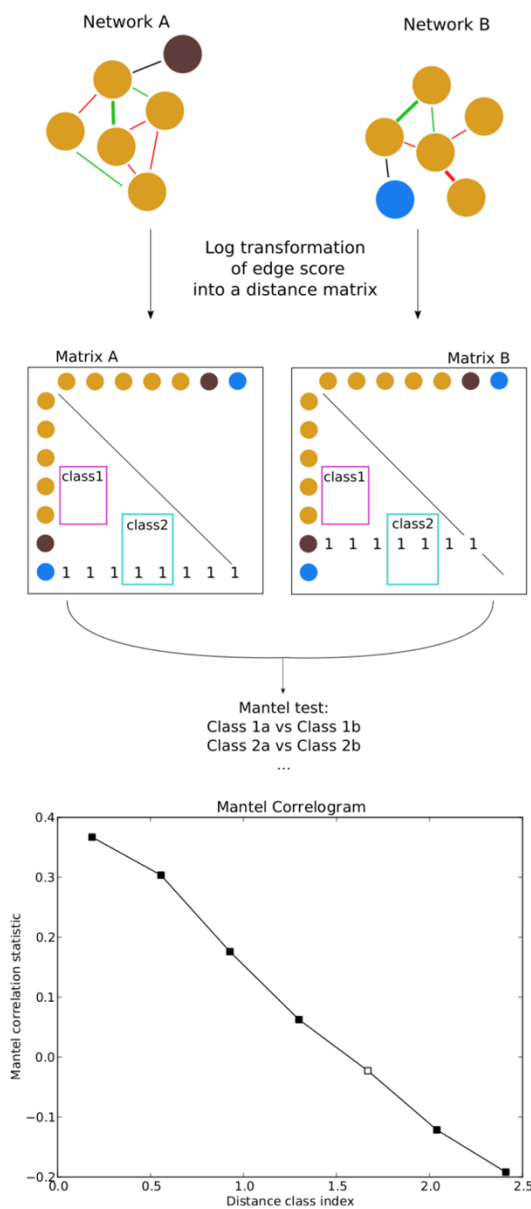 Network A
Network B
Log transformation
of edge score
into a distance matrix
Matrix A
Matrix B
class1
class2
1 1 1 1 1 1 1 1
class1
class2
1 1 1 1 1 1 1
Mantel test:
Class 1a vs Class 1b
Class 2a vs Class 2b
...
Mantel Correlogram
Mantel correlation statistic
0.4
0.3
0.2
0.1
0.0
−0.1
−0.2
0.0 0.5 1.0 1.5 2.0 2.5
Distance class index